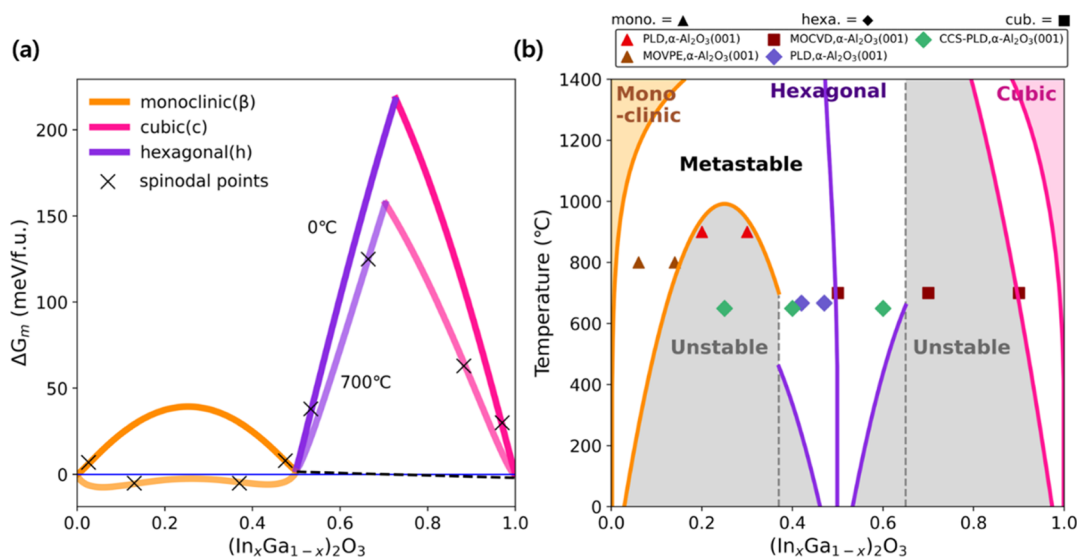 (a)
monoclinic(β)
cubic(c)
hexagonal(h)
spinodal points
0℃
700℃
ΔGₘ (meV/f.u.)
200
150
100
50
0
0.0 0.2 0.4 0.6 0.8 1.0
(InₓGa₁₋ₓ)₂O₃
(b)
mono. = ▲ hexa. = ◆ cub. = ■
PLD,α-Al₂O₃(001) MOCVD,α-Al₂O₃(001) CCS-PLD,α-Al₂O₃(001)
MOVPE,α-Al₂O₃(001) PLD,α-Al₂O₃(001)
Mono
-clinic
Hexagonal
Cubic
Metastable
Unstable
Unstable
Temperature (℃)
1400
1200
1000
800
600
400
200
0
0.0 0.2 0.4 0.6 0.8 1.0
(InₓGa₁₋ₓ)₂O₃